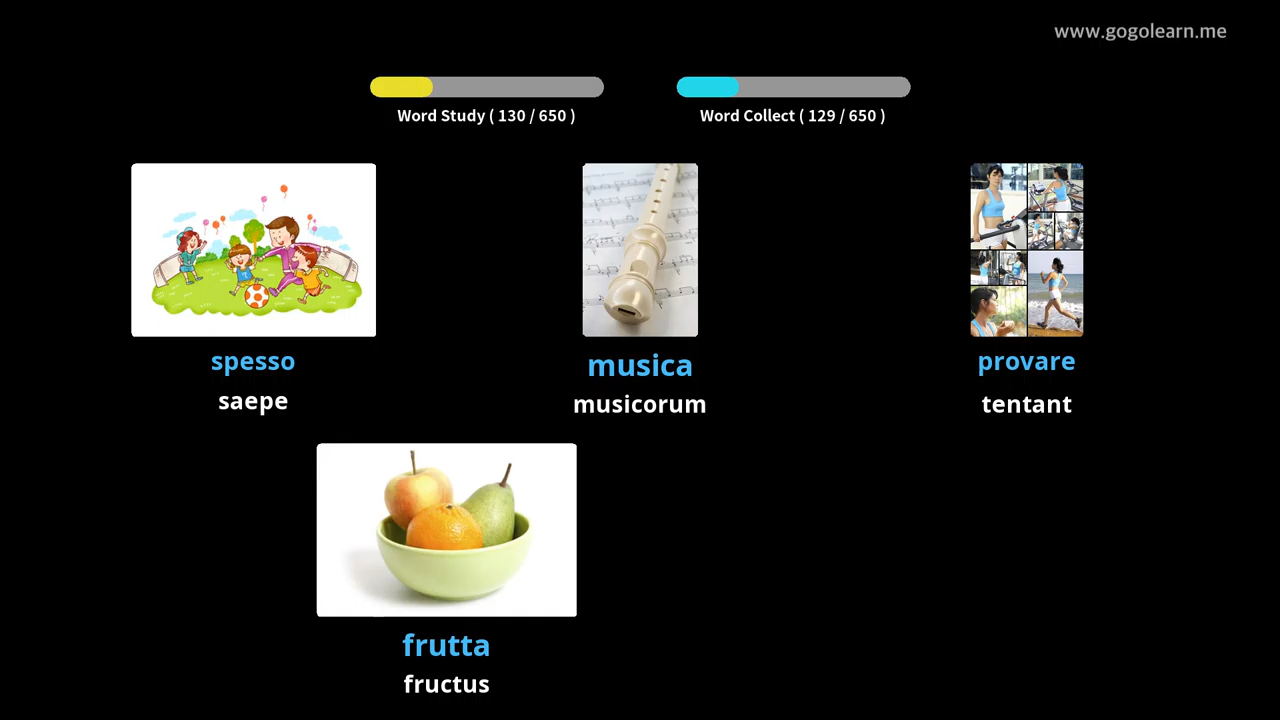 www.gogolearn.me
Word Study ( 130 / 650 )
Word Collect ( 129 / 650 )
spesso
saepe
musica
musicorum
provare
tentant
frutta
fructus